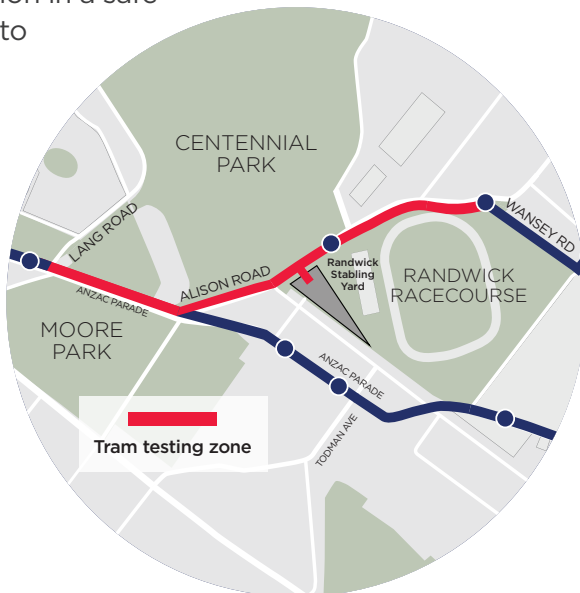 ion in a safe
to
CENTENNIAL
PARK
LANG ROAD
WANSEY RD
Randwick
Stabling
Yard
ALISON ROAD
RANDWICK
RACECOURSE
ANZAC PARADE
MOORE
PARK
ANZAC PARADE
TODMAN AVE
Tram testing zone